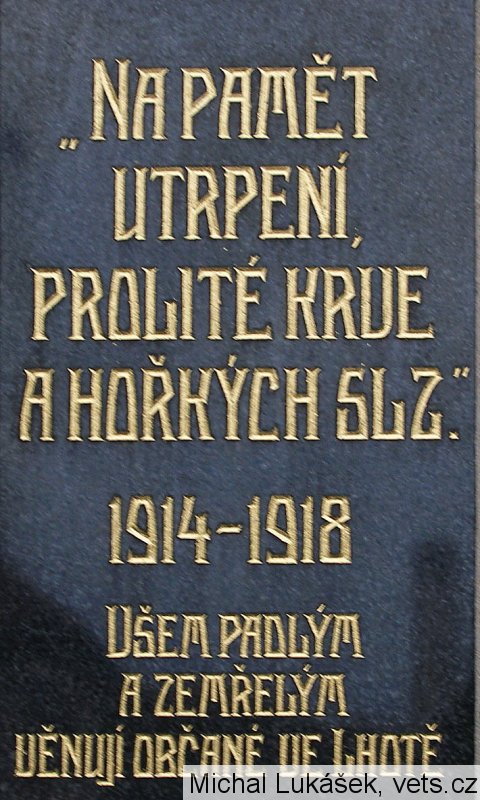 „NA PAMĚT
UTRPENÍ,
PROLITÉ KRVE
A HOŘKÝCH SLZ.“
1914-1918
VŠEM PADLÝM
A ZEMŘELÝM
VĚNUJÍ OBČANÉ VE LHOTĚ
Michal Lukášek, vets.cz